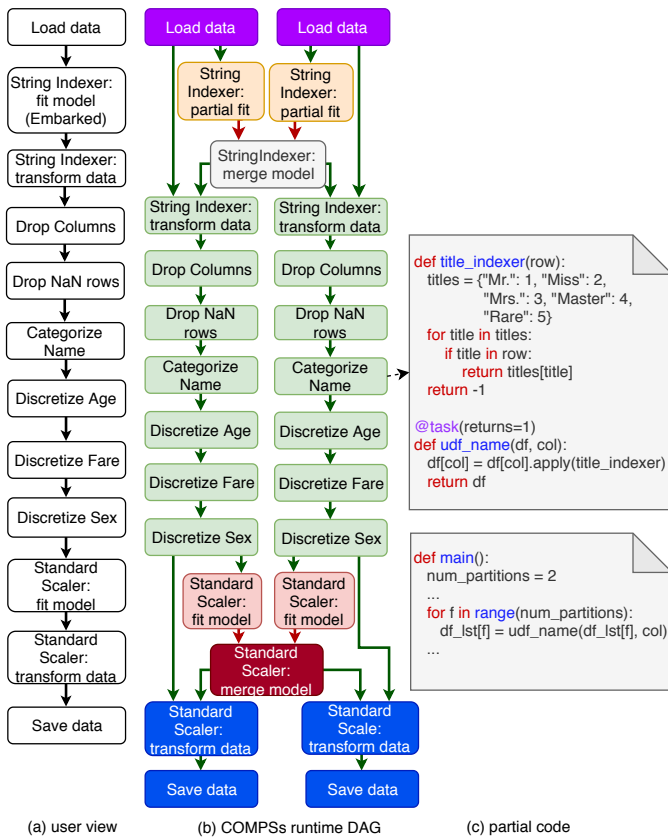 Load data
String Indexer:
fit model
(Embarked)
String Indexer:
transform data
Drop Columns
Drop NaN rows
Categorize
Name
Discretize Age
Discretize Fare
Discretize Sex
Standard
Scaler:
fit model
Standard
Scaler:
transform data
Save data
(a) user view
Load data
Load data
String
Indexer:
partial fit
String
Indexer:
partial fit
StringIndexer:
merge model
String Indexer:
transform data
String Indexer:
transform data
Drop Columns
Drop Columns
Drop NaN
rows
Drop NaN
rows
Categorize
Name
Categorize
Name
Discretize Age
Discretize Age
Discretize Fare
Discretize Fare
Discretize Sex
Discretize Sex
Standard
Scaler:
fit model
Standard
Scaler:
fit model
Standard
Scaler:
merge model
Standard
Scaler:
transform data
Standard
Scale:
transform data
Save data
Save data
(b) COMPSs runtime DAG
def title_indexer(row):
titles = {"Mr.": 1, "Miss": 2,
"Mrs.": 3, "Master": 4,
"Rare": 5}
for title in titles:
if title in row:
return titles[title]
return -1
@task(returns=1)
def udf_name(df, col):
df[col] = df[col].apply(title_indexer)
return df
def main():
num_partitions = 2
...
for f in range(num_partitions):
df_lst[f] = udf_name(df_lst[f], col)
...
(c) partial code